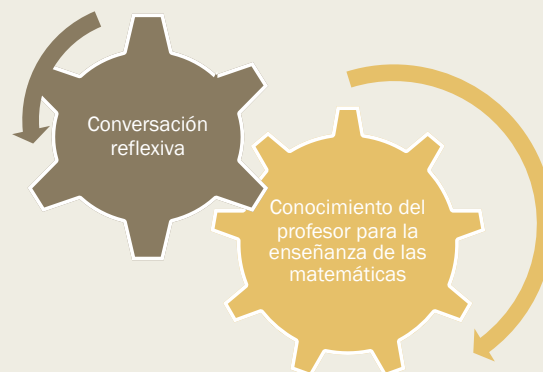 Conversación
reflexiva
Conocimiento del
profesor para la
enseñanza de las
matemáticas